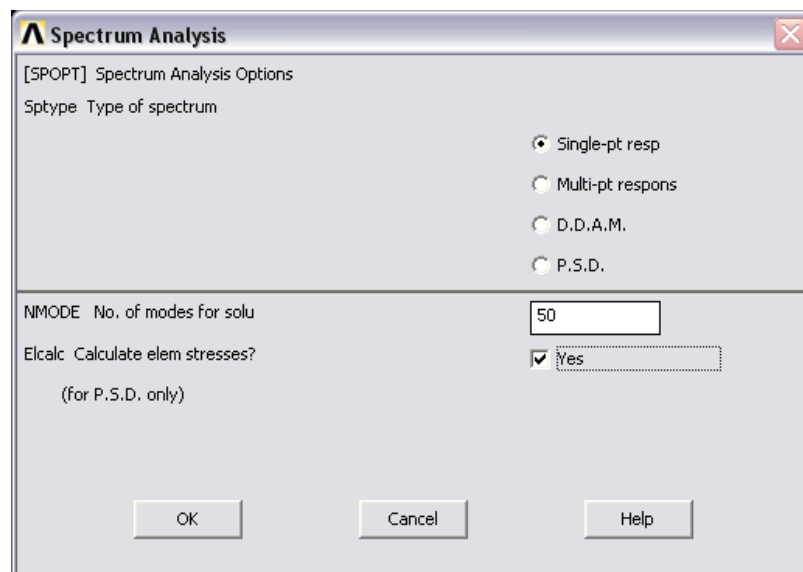 Spectrum Analysis
[SPOPT] Spectrum Analysis Options
Sptype Type of spectrum
Single-pt resp
Multi-pt respons
D.D.A.M.
P.S.D.
NMODE No. of modes for solu 50
Elcalc Calculate elem stresses? Yes
(for P.S.D. only)
OK Cancel Help